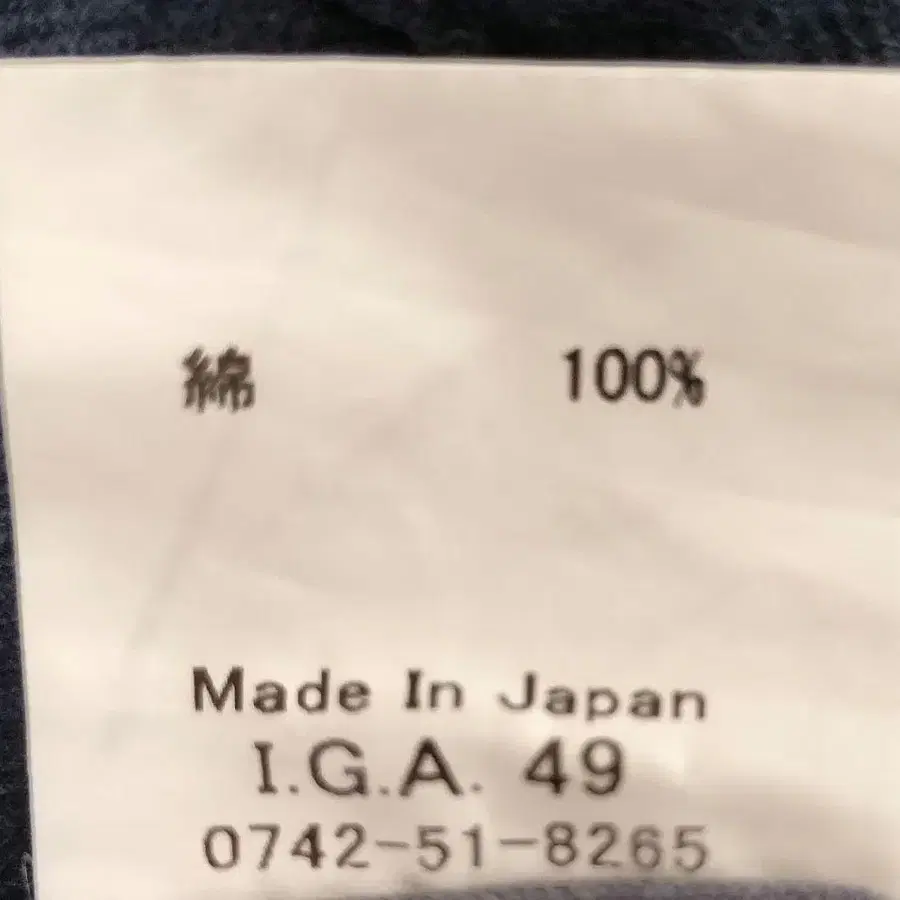 綿 100%
Made In Japan
I.G.A. 49
0742-51-8265